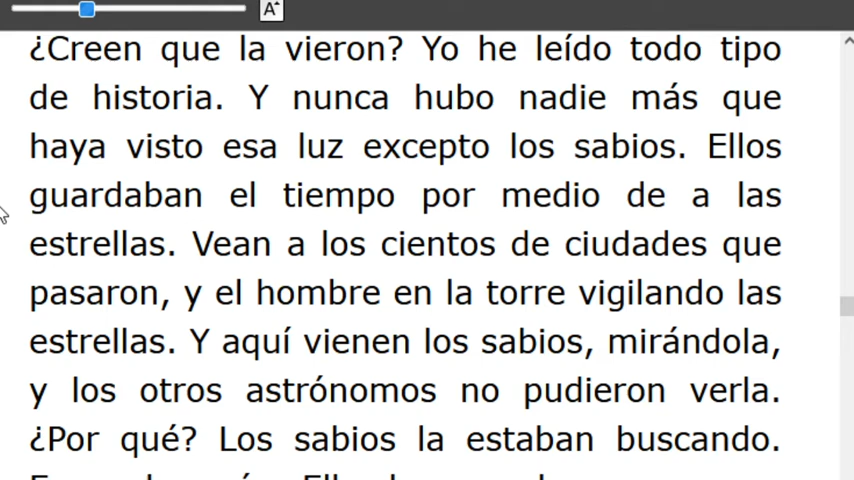 A
¿Creen que la vieron? Yo he leído todo tipo
de historia. Y nunca hubo nadie más que
haya visto esa luz excepto los sabios. Ellos
guardaban el tiempo por medio de a las
estrellas. Vean a los cientos de ciudades que
pasaron, y el hombre en la torre vigilando las
estrellas. Y aquí vienen los sabios, mirándola,
y los otros astrónomos no pudieron verla.
¿Por qué? Los sabios la estaban buscando.